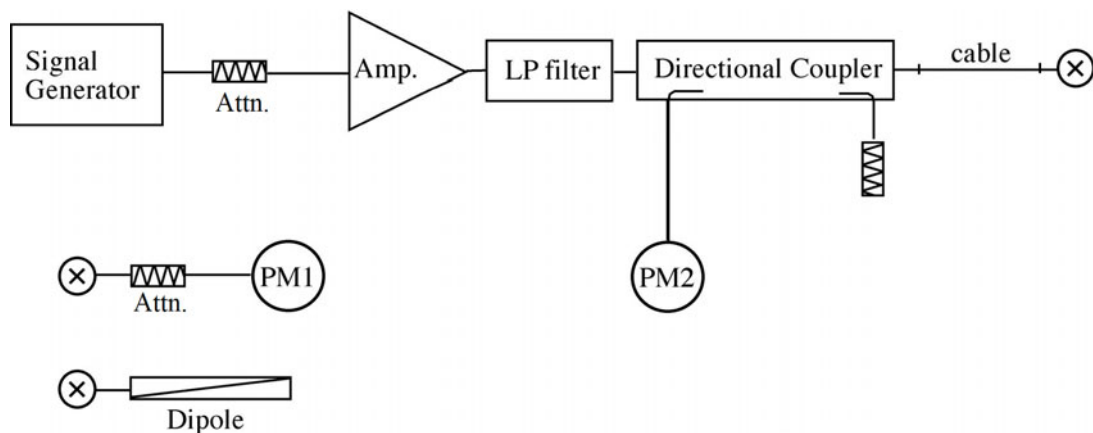 Signal
Generator
Attn.
Amp.
LP filter
Directional Coupler
cable
Attn.
PM1
PM2
Dipole